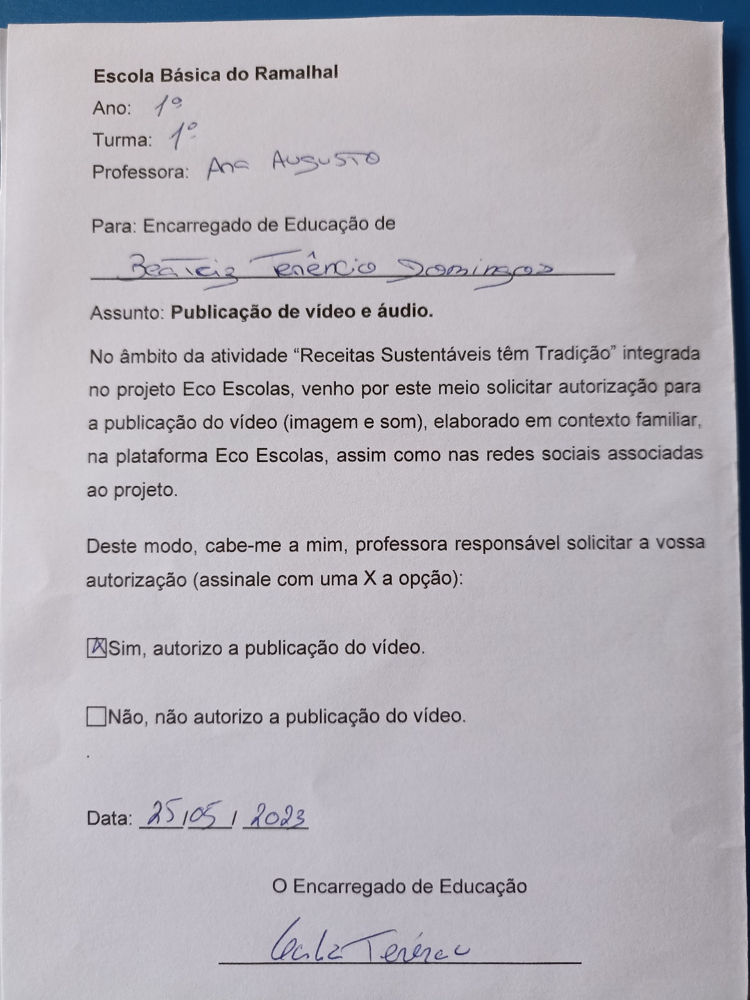 Escola Básica do Ramalhal
Ano: 1º
Turma: 1º
Professora: Ana Augusto
Para: Encarregado de Educação de
Beatriz Terêncio Domingos
Assunto: Publicação de vídeo e áudio.
No âmbito da atividade “Receitas Sustentáveis têm Tradição” integrada
no projeto Eco Escolas, venho por este meio solicitar autorização para
a publicação do vídeo (imagem e som), elaborado em contexto familiar,
na plataforma Eco Escolas, assim como nas redes sociais associadas
ao projeto.
Deste modo, cabe-me a mim, professora responsável solicitar a vossa
autorização (assinale com uma X a opção):
X Sim, autorizo a publicação do vídeo.
Não, não autorizo a publicação do vídeo.
.
Data: 25/05/2023
O Encarregado de Educação